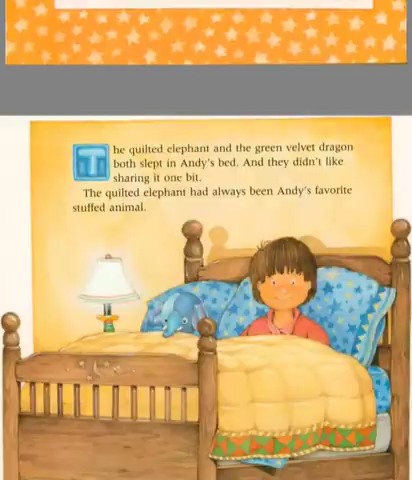 The quilted elephant and the green velvet dragon
both slept in Andy's bed. And they didn't like
sharing it one bit.
The quilted elephant had always been Andy's favorite
stuffed animal.